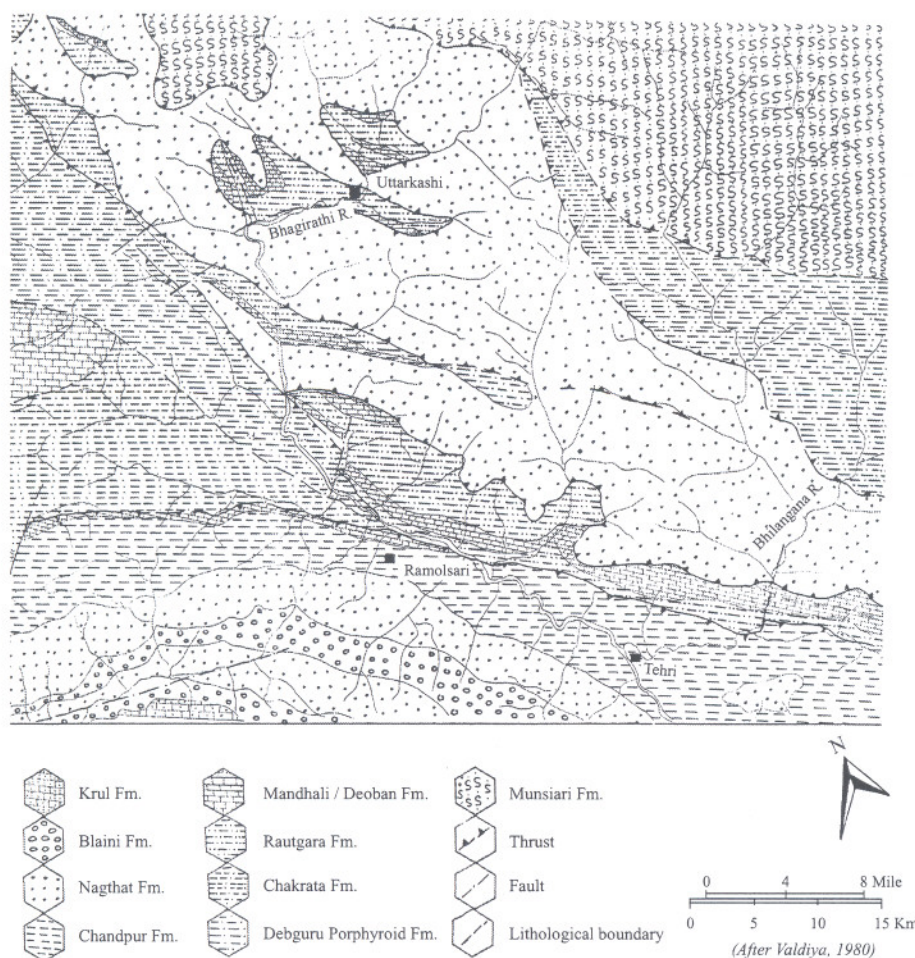 Uttarkashi
Bhagirathi R.
Bhilangana R.
Ramolsari
Tehri
N
Krul Fm.
Mandhali / Deoban Fm.
Munsiari Fm.
Blaini Fm.
Rautgara Fm.
Thrust
Nagthat Fm.
Chakrata Fm.
Fault
Chandpur Fm.
Debguru Porphyroid Fm.
Lithological boundary
0 4 8 Mile
0 5 10 15 Km
(After Valdiya, 1980)